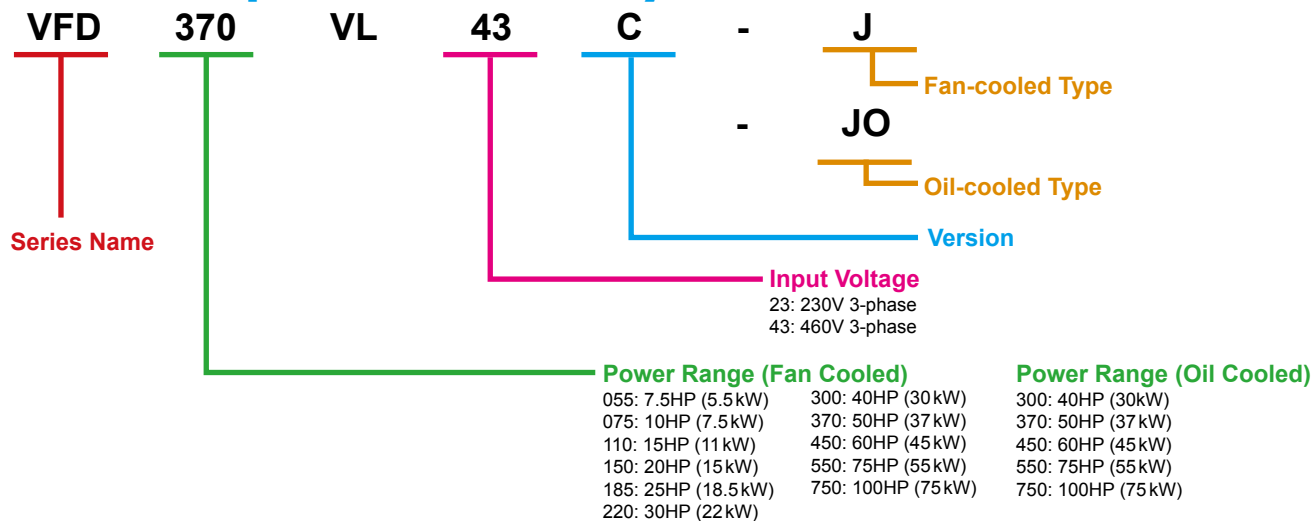 VFD 370 VL 43 C - J
Fan-cooled Type
- JO
Oil-cooled Type
Series Name
Version
Input Voltage
23: 230V 3-phase
43: 460V 3-phase
Power Range (Fan Cooled)
055: 7.5HP (5.5kW)
075: 10HP (7.5kW)
110: 15HP (11kW)
150: 20HP (15kW)
185: 25HP (18.5kW)
220: 30HP (22kW)
300: 40HP (30kW)
370: 50HP (37kW)
450: 60HP (45kW)
550: 75HP (55kW)
750: 100HP (75kW)
Power Range (Oil Cooled)
300: 40HP (30kW)
370: 50HP (37kW)
450: 60HP (45kW)
550: 75HP (55kW)
750: 100HP (75kW)